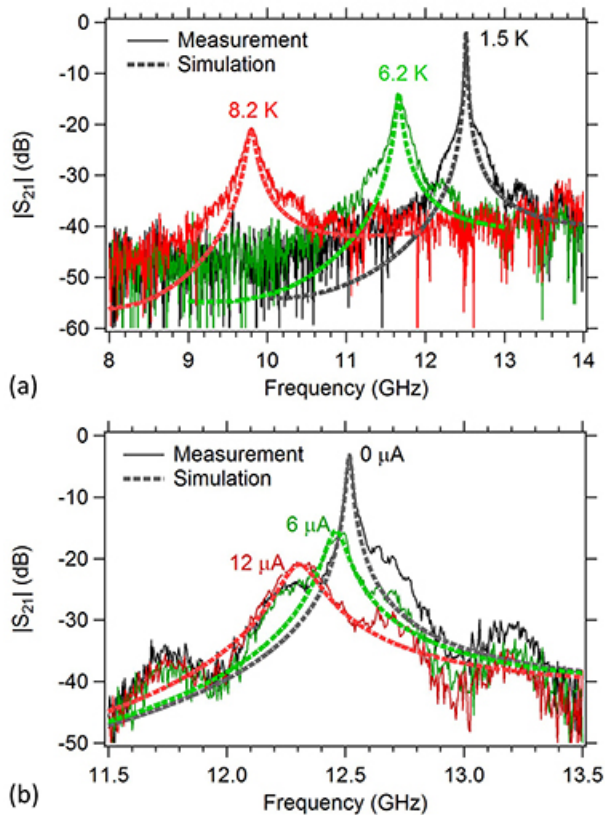 0
Measurement
Simulation
1.5 K
6.2 K
8.2 K
-10
-20
-30
-40
-50
-60
|S21| (dB)
8 9 10 11 12 13 14
Frequency (GHz)
(a)
0
Measurement
Simulation
0 μA
6 μA
12 μA
-10
-20
-30
-40
-50
|S21| (dB)
11.5 12.0 12.5 13.0 13.5
Frequency (GHz)
(b)